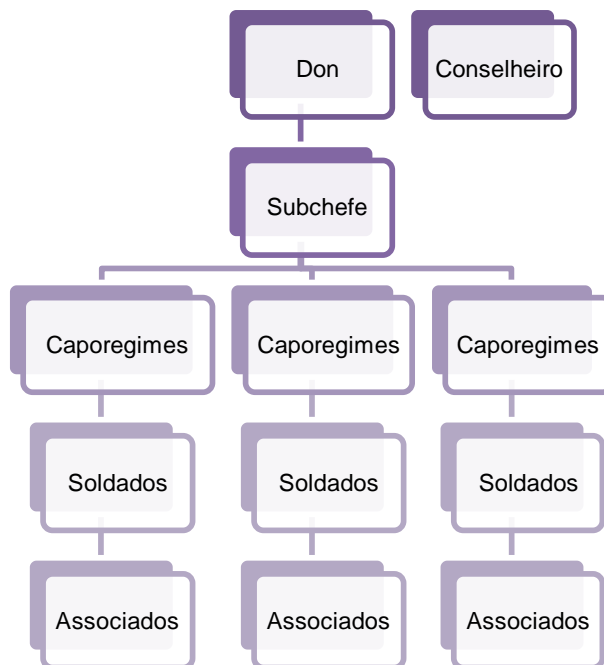 Don
Conselheiro
Subchefe
Caporegimes
Caporegimes
Caporegimes
Soldados
Soldados
Soldados
Associados
Associados
Associados